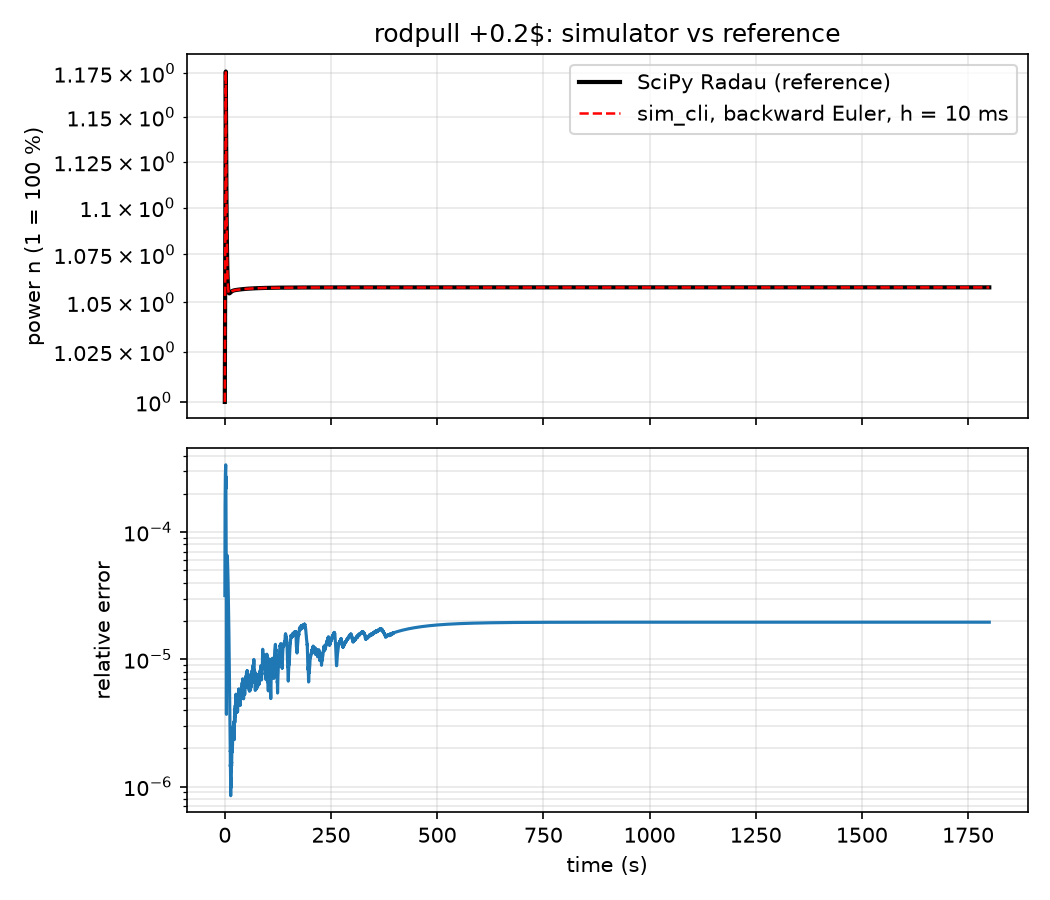 rodpull +0.2$: simulator vs reference
power n (1 = 100 %)
1.175 × 10⁰
1.15 × 10⁰
1.125 × 10⁰
1.1 × 10⁰
1.075 × 10⁰
1.05 × 10⁰
1.025 × 10⁰
10⁰
SciPy Radau (reference)
sim_cli, backward Euler, h = 10 ms
relative error
10⁻⁴
10⁻⁵
10⁻⁶
0 250 500 750 1000 1250 1500 1750
time (s)